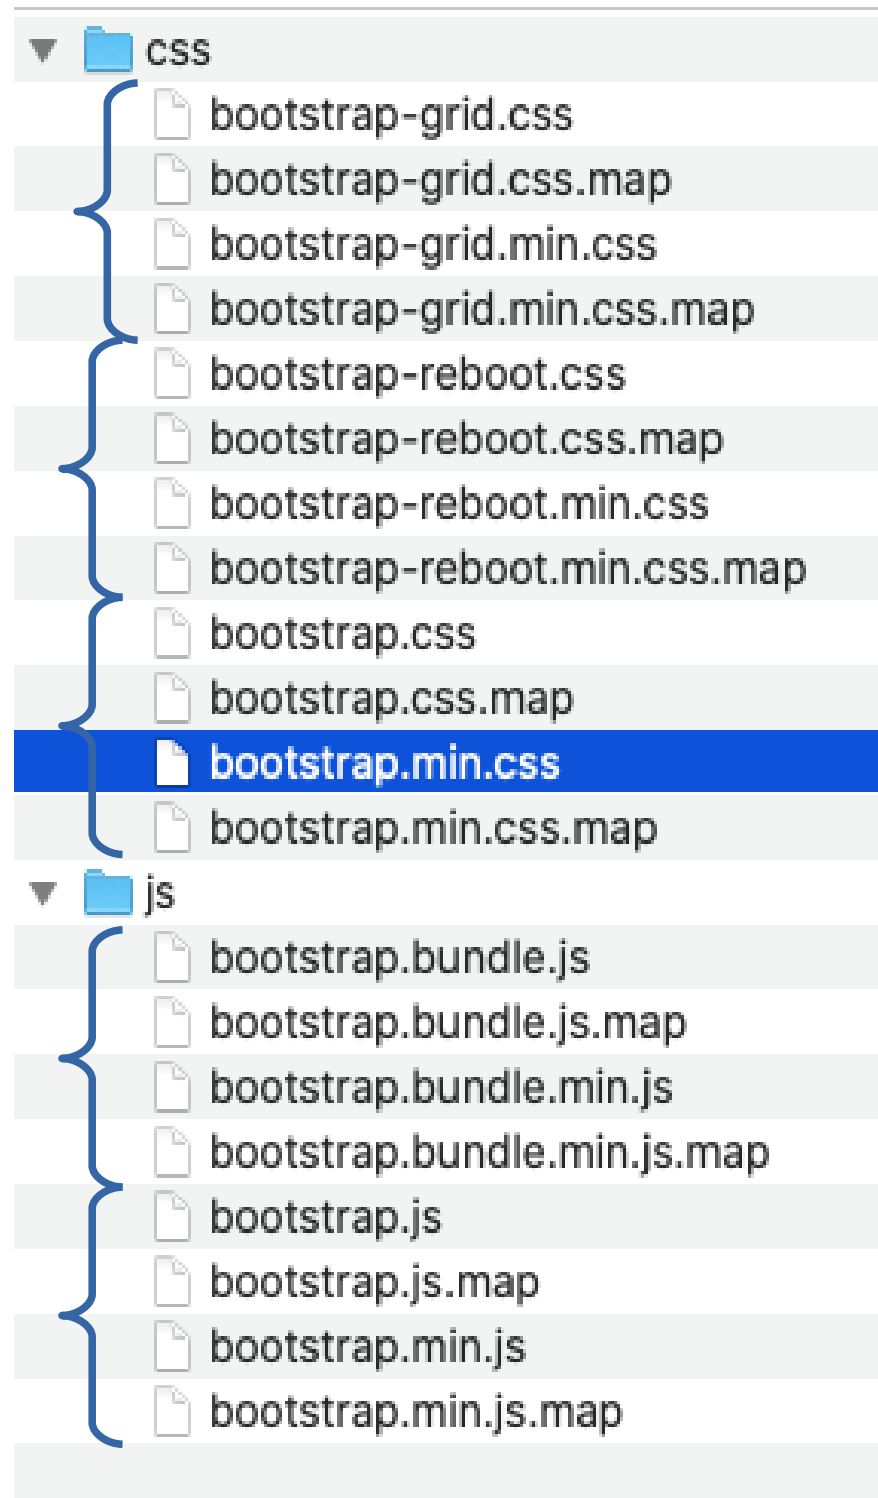 css
bootstrap-grid.css
bootstrap-grid.css.map
bootstrap-grid.min.css
bootstrap-grid.min.css.map
bootstrap-reboot.css
bootstrap-reboot.css.map
bootstrap-reboot.min.css
bootstrap-reboot.min.css.map
bootstrap.css
bootstrap.css.map
bootstrap.min.css
bootstrap.min.css.map
js
bootstrap.bundle.js
bootstrap.bundle.js.map
bootstrap.bundle.min.js
bootstrap.bundle.min.js.map
bootstrap.js
bootstrap.js.map
bootstrap.min.js
bootstrap.min.js.map